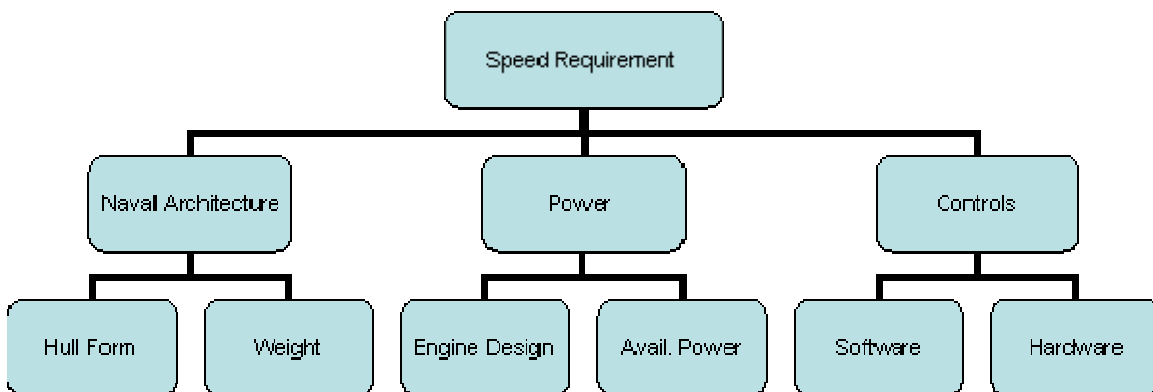 Speed Requirement
Naval Architecture
Power
Controls
Hull Form
Weight
Engine Design
Avail. Power
Software
Hardware